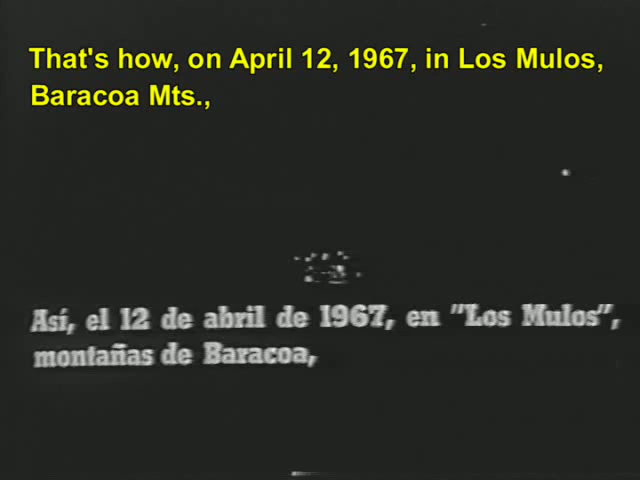 That's how, on April 12, 1967, in Los Mulos,
Baracoa Mts.,
Así, el 12 de abril de 1967, en "Los Mulos",
montañas de Baracoa,